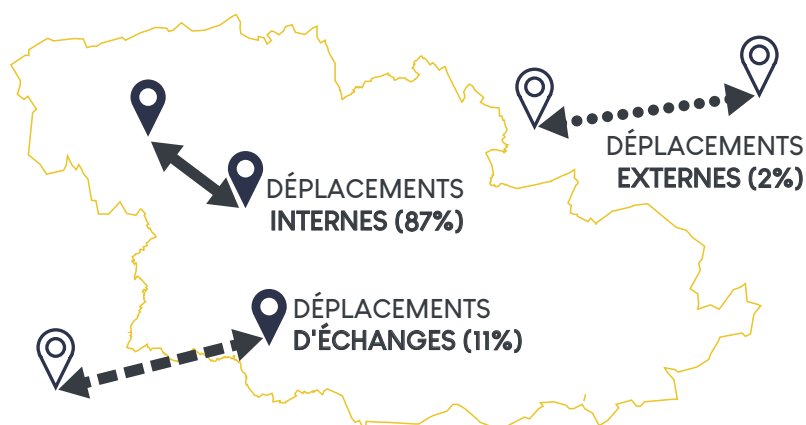 DÉPLACEMENTS
EXTERNES (2%)
DÉPLACEMENTS
INTERNES (87%)
DÉPLACEMENTS
D'ÉCHANGES (11%)